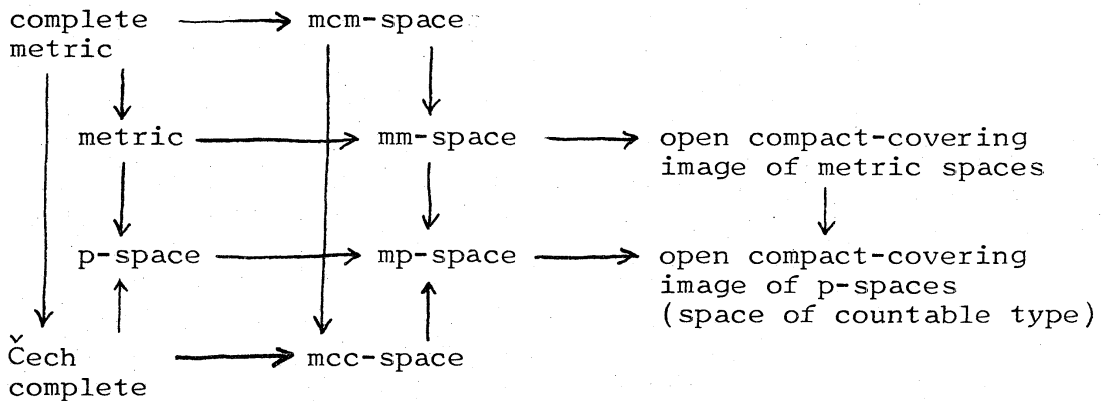 complete
metric
mcm-space
metric
mm-space
open compact-covering
image of metric spaces
p-space
mp-space
open compact-covering
image of p-spaces
(space of countable type)
Čech
complete
mcc-space